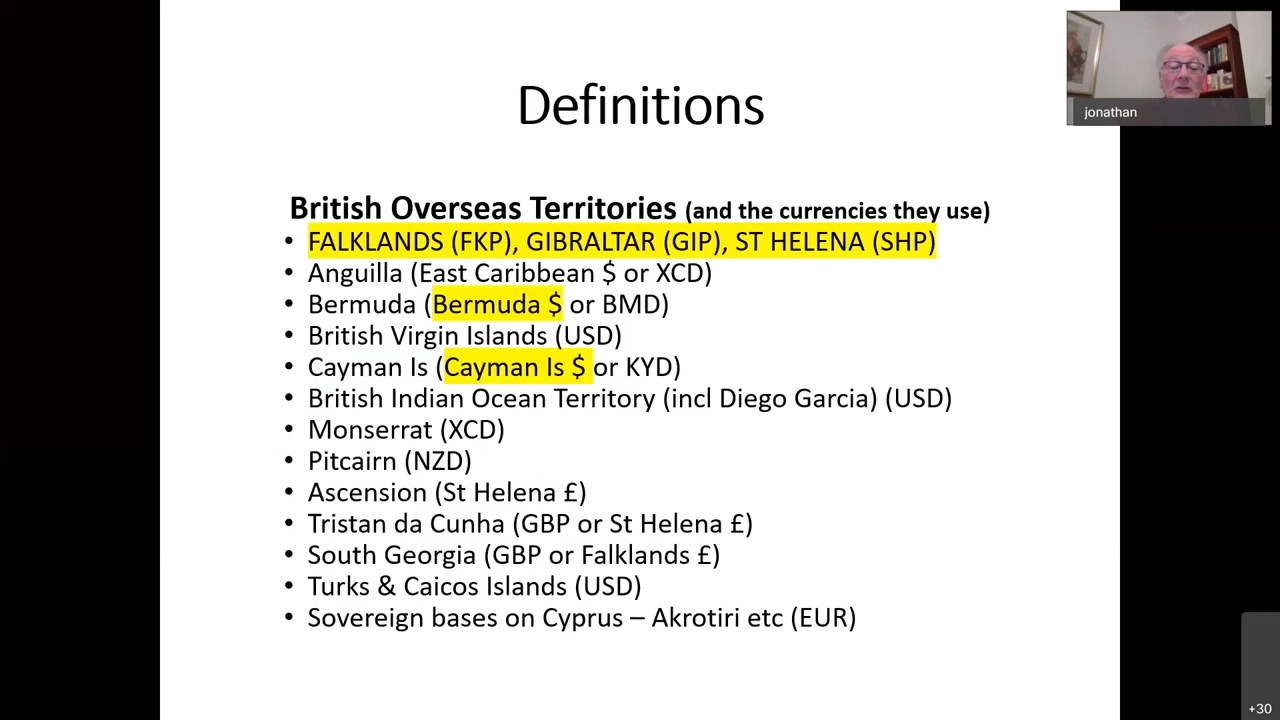 Definitions
jonathan
British Overseas Territories (and the currencies they use)
• FALKLANDS (FKP), GIBRALTAR (GIP), ST HELENA (SHP)
• Anguilla (East Caribbean $ or XCD)
• Bermuda (Bermuda $ or BMD)
• British Virgin Islands (USD)
• Cayman Is (Cayman Is $ or KYD)
• British Indian Ocean Territory (incl Diego Garcia) (USD)
• Monserrat (XCD)
• Pitcairn (NZD)
• Ascension (St Helena £)
• Tristan da Cunha (GBP or St Helena £)
• South Georgia (GBP or Falklands £)
• Turks & Caicos Islands (USD)
• Sovereign bases on Cyprus – Akrotiri etc (EUR)
+30